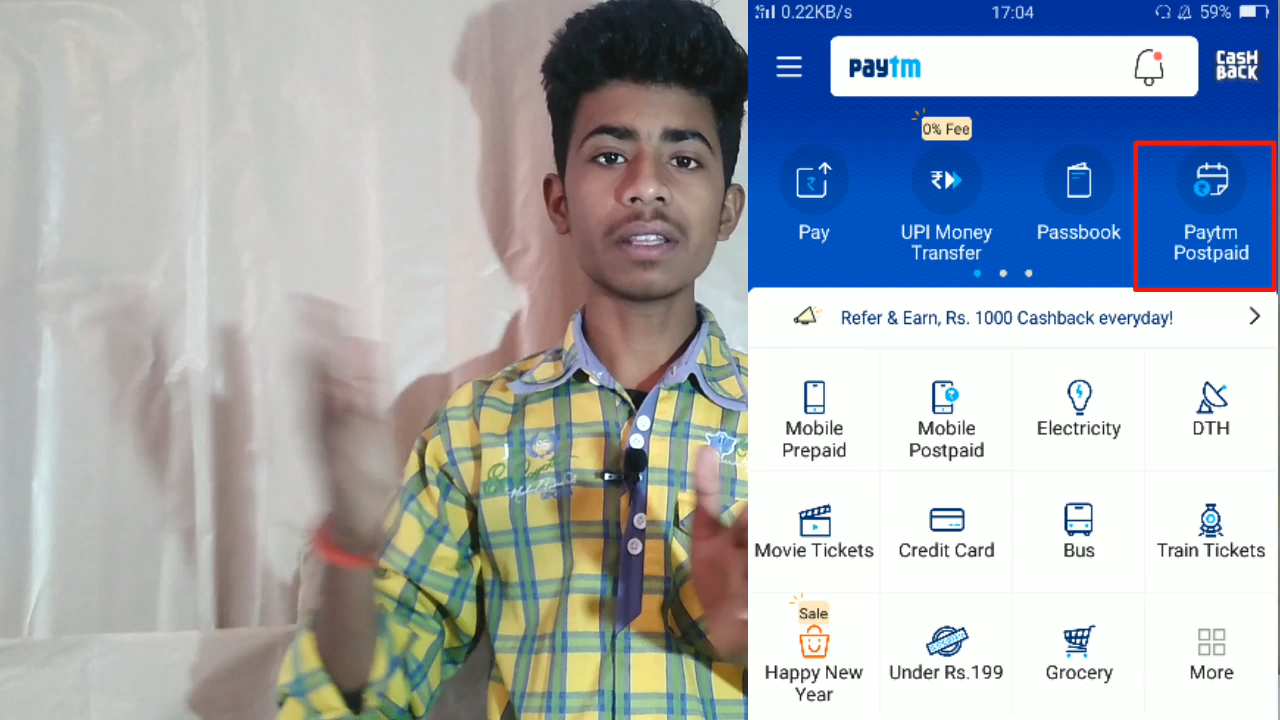 0.22KB/s
17:04
59%
paytm
CASH
BACK
0% Fee
Pay
UPI Money
Transfer
Passbook
Paytm
Postpaid
Refer & Earn, Rs. 1000 Cashback everyday!
Mobile
Prepaid
Mobile
Postpaid
Electricity
DTH
Movie Tickets
Credit Card
Bus
Train Tickets
Sale
Happy New
Year
Under Rs.199
Grocery
More